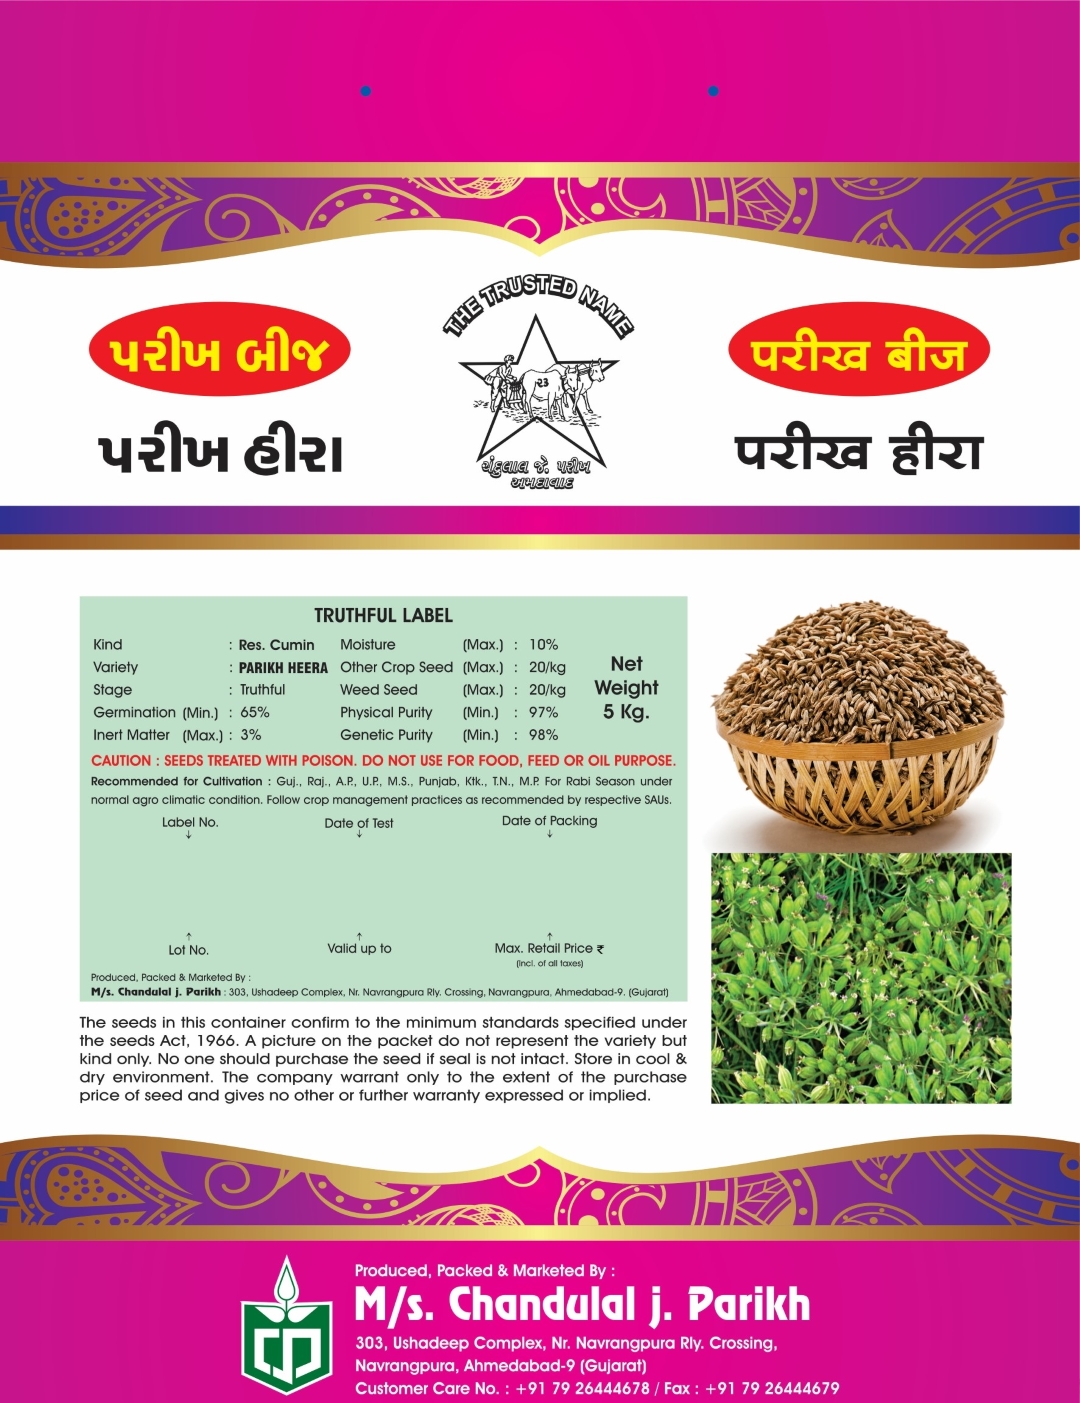 THE TRUSTED NAME
પરીખ બીજ
પરીખ હીરા
૨૩
ચંદુલાલ જે. પરીખ
અમદાવાદ
परीख बीज
परीख हीरा
TRUTHFUL LABEL
Kind : Res. Cumin Moisture (Max.) : 10%
Variety : PARIKH HEERA Other Crop Seed (Max.) : 20/kg
Stage : Truthful Weed Seed (Max.) : 20/kg
Germination (Min.) : 65% Physical Purity (Min.) : 97%
Inert Matter (Max.) : 3% Genetic Purity (Min.) : 98%
Net
Weight
5 Kg.
CAUTION : SEEDS TREATED WITH POISON. DO NOT USE FOR FOOD, FEED OR OIL PURPOSE.
Recommended for Cultivation : Guj., Raj., A.P., U.P., M.S., Punjab, Ktk., T.N., M.P. For Rabi Season under
normal agro climatic condition. Follow crop management practices as recommended by respective SAUs.
Label No. Date of Test Date of Packing
↓ ↓ ↓
↑ ↑ ↑
Lot No. Valid up to Max. Retail Price ₹
(Incl. of all taxes)
Produced, Packed & Marketed By :
M/s. Chandulal j. Parikh : 303, Ushadeep Complex, Nr. Navrangpura Rly. Crossing, Navrangpura, Ahmedabad-9. (Gujarat)
The seeds in this container confirm to the minimum standards specified under
the seeds Act, 1966. A picture on the packet do not represent the variety but
kind only. No one should purchase the seed if seal is not intact. Store in cool &
dry environment. The company warrant only to the extent of the purchase
price of seed and gives no other or further warranty expressed or implied.
Produced, Packed & Marketed By :
M/s. Chandulal j. Parikh
303, Ushadeep Complex, Nr. Navrangpura Rly. Crossing,
Navrangpura, Ahmedabad-9 (Gujarat)
Customer Care No. : +91 79 26444678 / Fax : +91 79 26444679